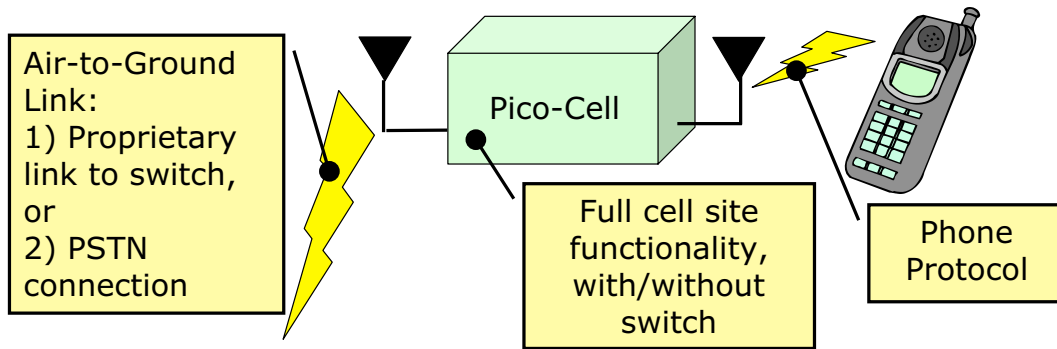 Air-to-Ground
Link:
1) Proprietary
link to switch,
or
2) PSTN
connection
Pico-Cell
Full cell site
functionality,
with/without
switch
Phone
Protocol